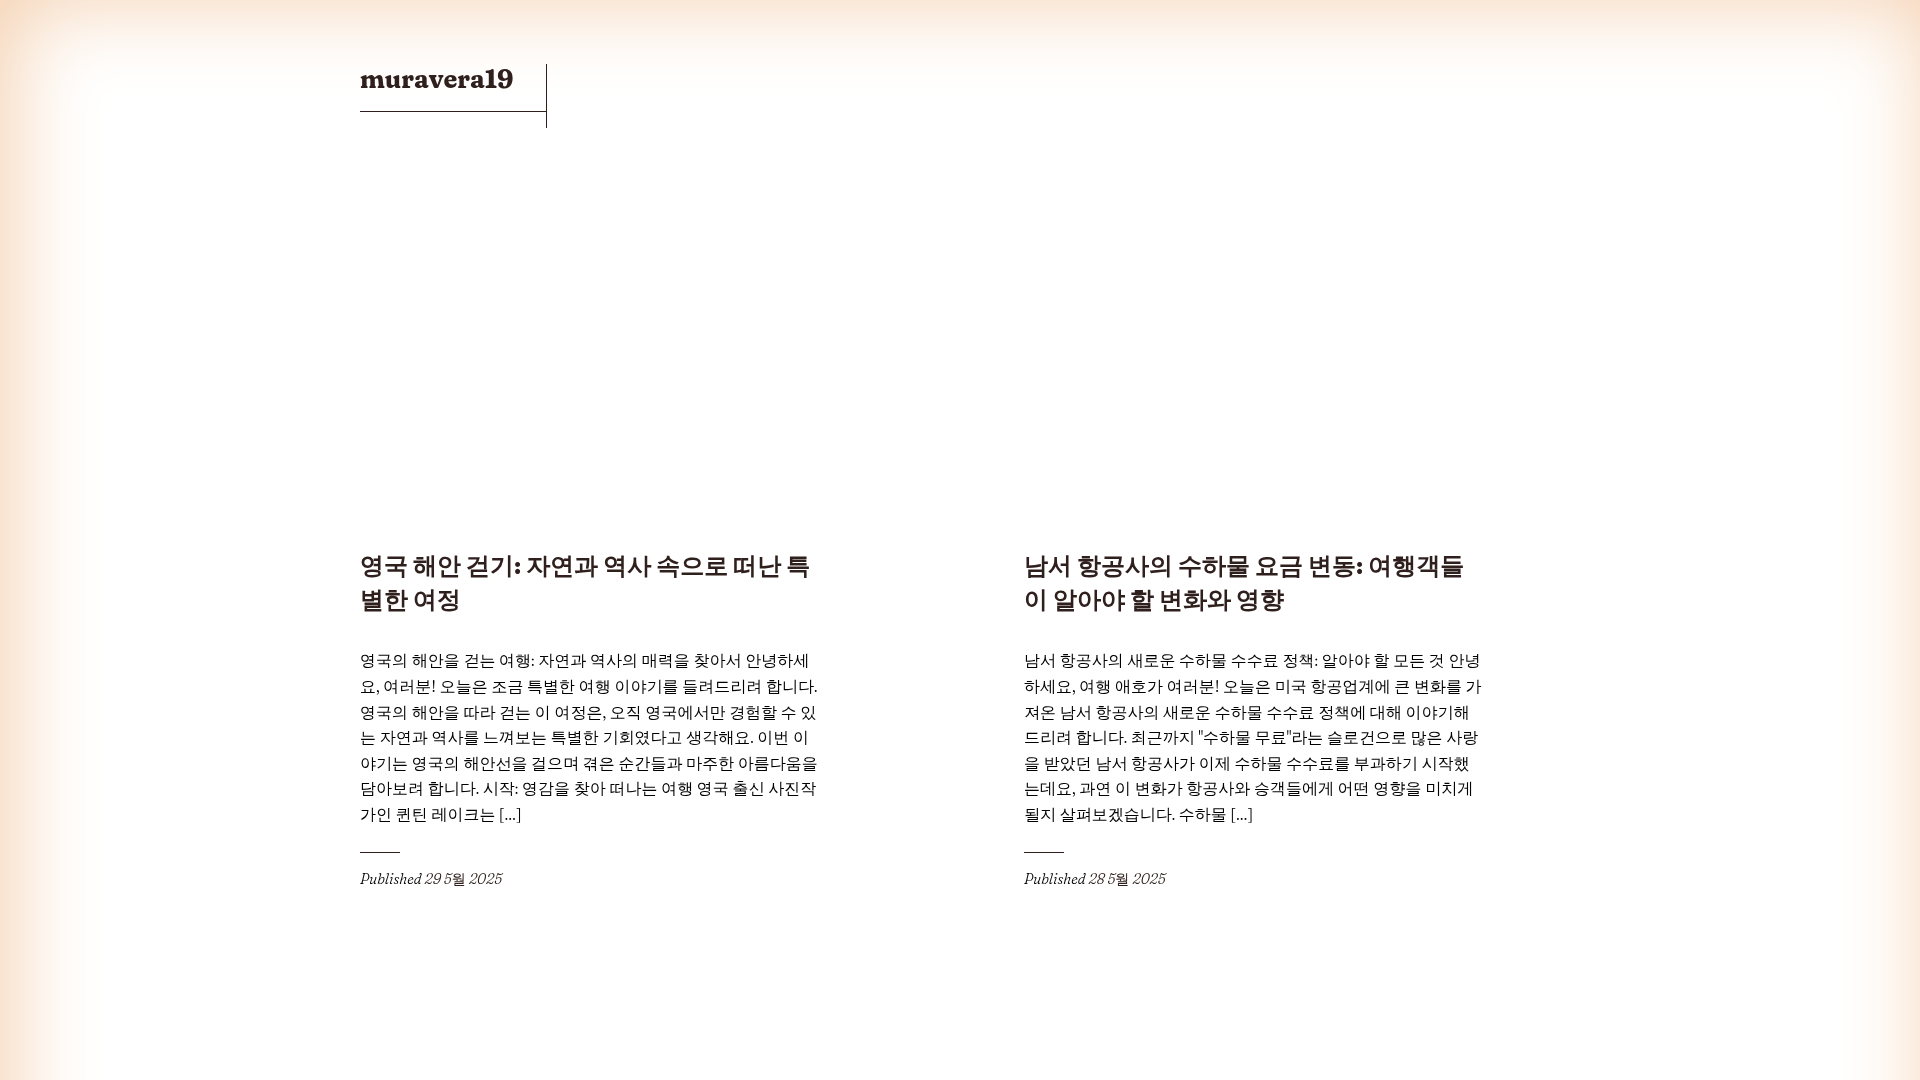 muravera19
영국 해안 걷기: 자연과 역사 속으로 떠난 특
별한 여정
영국의 해안을 걷는 여행: 자연과 역사의 매력을 찾아서 안녕하세
요, 여러분! 오늘은 조금 특별한 여행 이야기를 들려드리려 합니다.
영국의 해안을 따라 걷는 이 여정은, 오직 영국에서만 경험할 수 있
는 자연과 역사를 느껴보는 특별한 기회였다고 생각해요. 이번 이
야기는 영국의 해안선을 걸으며 겪은 순간들과 마주한 아름다움을
담아보려 합니다. 시작: 영감을 찾아 떠나는 여행 영국 출신 사진작
가인 퀸틴 레이크는 [...]
Published 29 5월 2025
남서 항공사의 수하물 요금 변동: 여행객들
이 알아야 할 변화와 영향
남서 항공사의 새로운 수하물 수수료 정책: 알아야 할 모든 것 안녕
하세요, 여행 애호가 여러분! 오늘은 미국 항공업계에 큰 변화를 가
져온 남서 항공사의 새로운 수하물 수수료 정책에 대해 이야기해
드리려 합니다. 최근까지 "수하물 무료"라는 슬로건으로 많은 사랑
을 받았던 남서 항공사가 이제 수하물 수수료를 부과하기 시작했
는데요, 과연 이 변화가 항공사와 승객들에게 어떤 영향을 미치게
될지 살펴보겠습니다. 수하물 [...]
Published 28 5월 2025